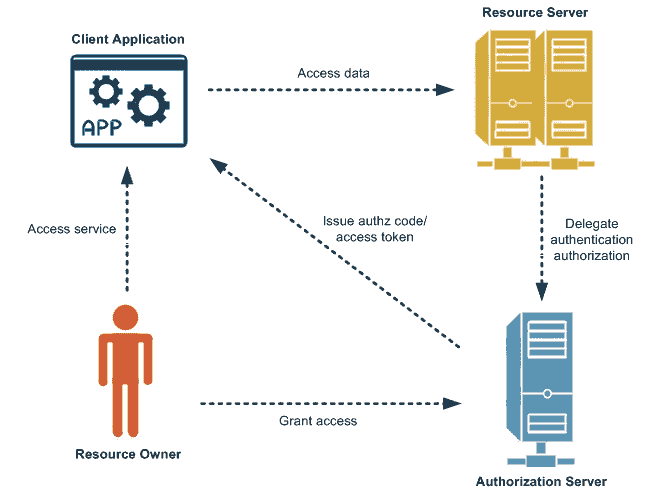 Resource Server
Client Application
Access data
APP
Issue authz code/
access token
Access service
Delegate
authentication
authorization
Grant access
Resource Owner
Authorization Server